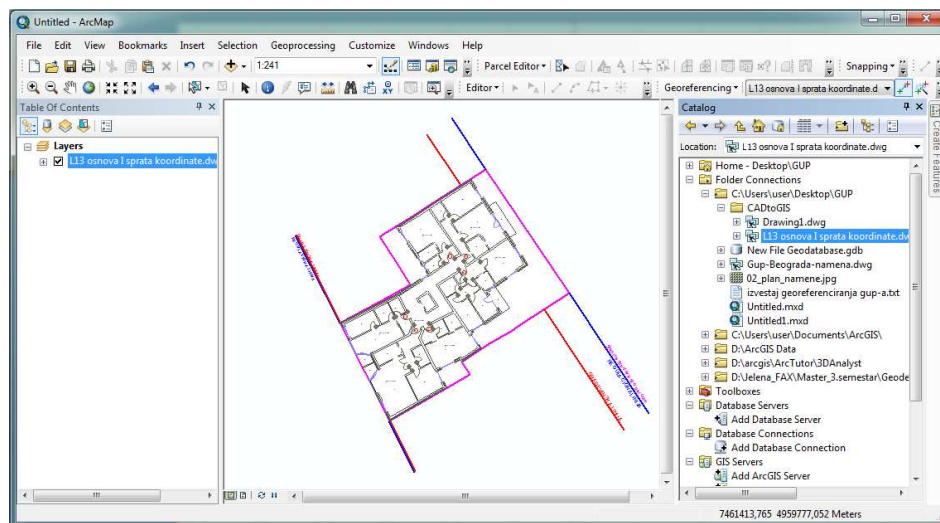 Untitled - ArcMap
File Edit View Bookmarks Insert Selection Geoprocessing Customize Windows Help
1:241 Parcel Editor Snapping
Editor Georeferencing L13 osnova I sprata koordinate.d
Table Of Contents
Layers
L13 osnova I sprata koordinate.dw
Catalog
Location: L13 osnova I sprata koordinate.dwg
Home - Desktop\GUP
Folder Connections
C:\Users\user\Desktop\GUP
CADtoGIS
Drawing1.dwg
L13 osnova I sprata koordinate.dw
New File Geodatabase.gdb
Gup-Beograda-namena.dwg
02_plan_namene.jpg
izvestaj georeferenciranja gup-a.txt
Untitled.mxd
Untitled1.mxd
C:\Users\user\Documents\ArcGIS\
D:\ArcGIS Data
D:\arcgis\ArcTutor\3DAnalyst
D:\Jelena_FAX\Master_3.semestar\Geode
Toolboxes
Database Servers
Add Database Server
Database Connections
Add Database Connection
GIS Servers
Add ArcGIS Server
Create Features
7461413,765 4959777,052 Meters